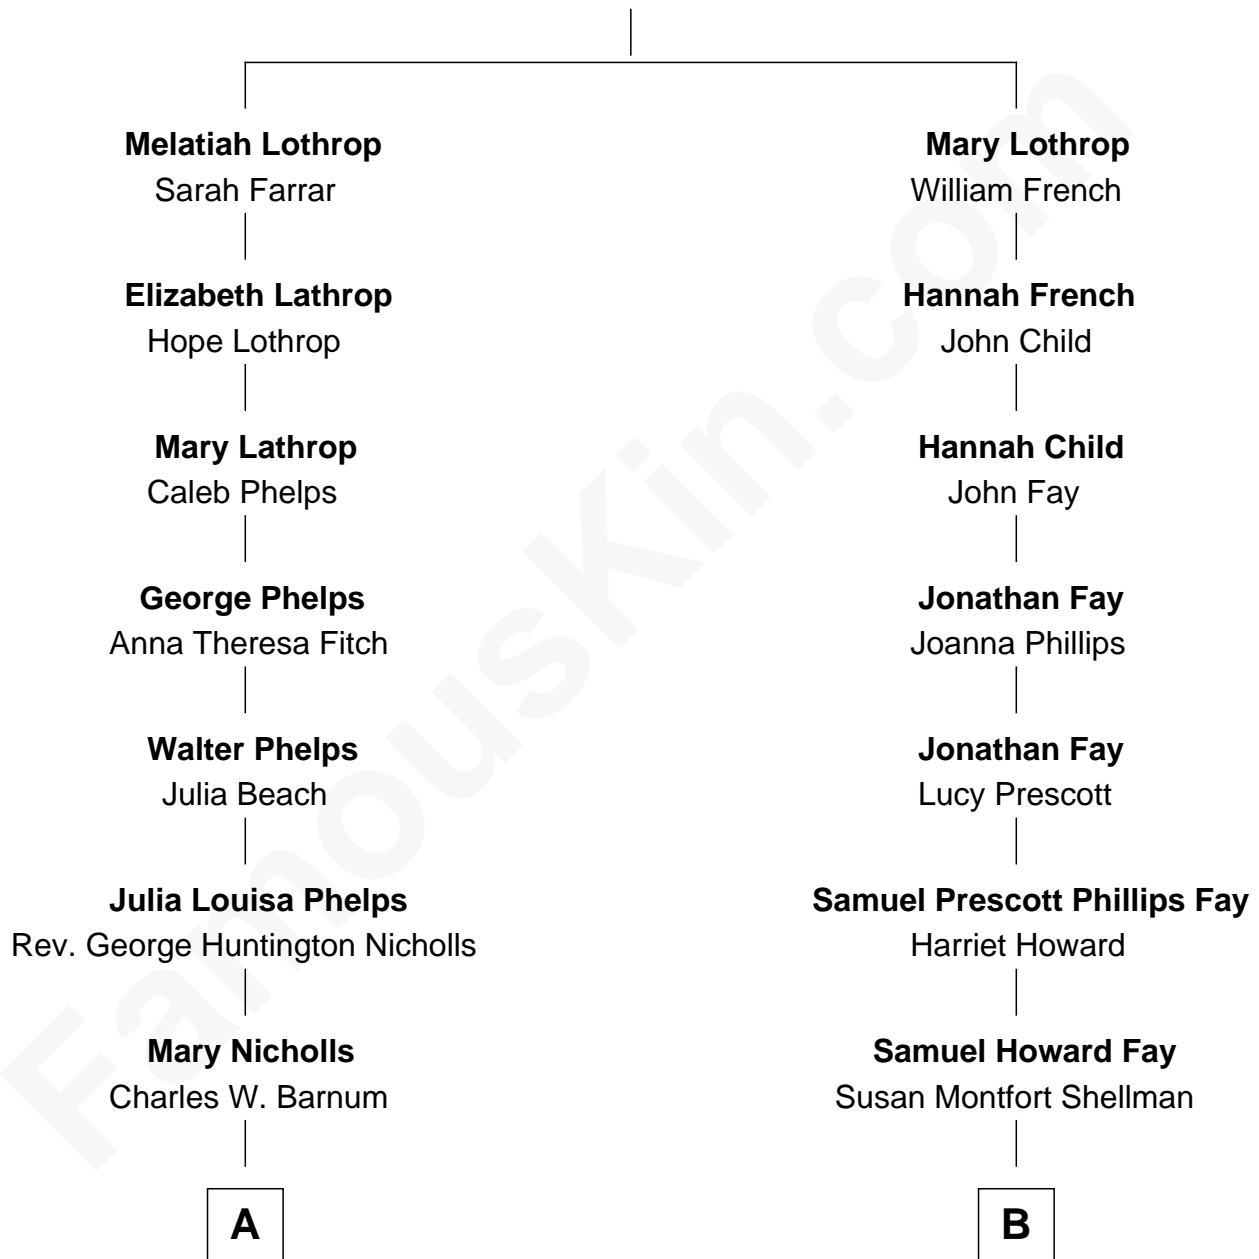 Melatiah Lothrop
Sarah Farrar
Elizabeth Lathrop
Hope Lothrop
Mary Lathrop
Caleb Phelps
George Phelps
Anna Theresa Fitch
Walter Phelps
Julia Beach
Julia Louisa Phelps
Rev. George Huntington Nicholls
Mary Nicholls
Charles W. Barnum
A
Mary Lothrop
William French
Hannah French
John Child
Hannah Child
John Fay
Jonathan Fay
Joanna Phillips
Jonathan Fay
Lucy Prescott
Samuel Prescott Phillips Fay
Harriet Howard
Samuel Howard Fay
Susan Montfort Shellman
B
FamousKin.com